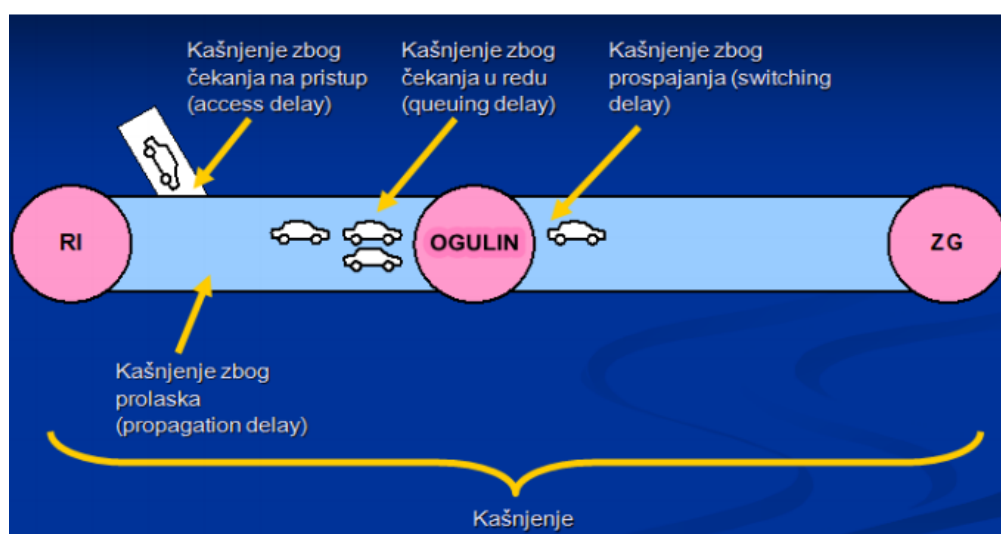 Kašnjenje zbog
čekanja na pristup
(access delay)
Kašnjenje zbog
čekanja u redu
(queuing delay)
Kašnjenje zbog
prospajanja (switching
delay)
RI
OGULIN
ZG
Kašnjenje zbog
prolaska
(propagation delay)
Kašnjenje